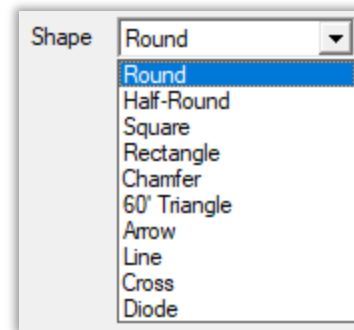 Shape Round
Round
Half-Round
Square
Rectangle
Chamfer
60° Triangle
Arrow
Line
Cross
Diode